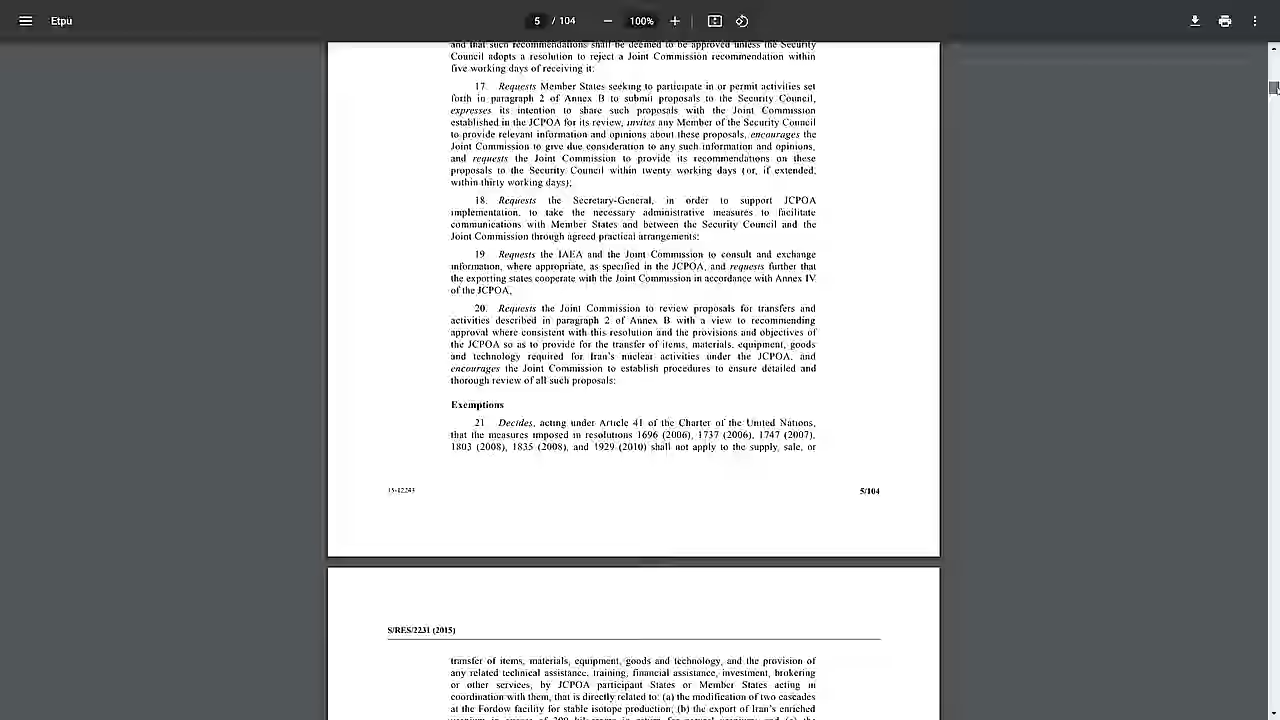 Etpu
5 / 104
100%
and that such recommendations shall be deemed to be approved unless the Security
Council adopts a resolution to reject a Joint Commission recommendation within
five working days of receiving it;
17. Requests Member States seeking to participate in or permit activities set
forth in paragraph 2 of Annex B to submit proposals to the Security Council,
expresses its intention to share such proposals with the Joint Commission
established in the JCPOA for its review, invites any Member of the Security Council
to provide relevant information and opinions about these proposals, encourages the
Joint Commission to give due consideration to any such information and opinions,
and requests the Joint Commission to provide its recommendations on these
proposals to the Security Council within twenty working days (or, if extended,
within thirty working days);
18. Requests the Secretary-General, in order to support JCPOA
implementation, to take the necessary administrative measures to facilitate
communications with Member States and between the Security Council and the
Joint Commission through agreed practical arrangements;
19. Requests the IAEA and the Joint Commission to consult and exchange
information, where appropriate, as specified in the JCPOA, and requests further that
the exporting states cooperate with the Joint Commission in accordance with Annex IV
of the JCPOA;
20. Requests the Joint Commission to review proposals for transfers and
activities described in paragraph 2 of Annex B with a view to recommending
approval where consistent with this resolution and the provisions and objectives of
the JCPOA so as to provide for the transfer of items, materials, equipment, goods
and technology required for Iran's nuclear activities under the JCPOA, and
encourages the Joint Commission to establish procedures to ensure detailed and
thorough review of all such proposals;
Exemptions
21. Decides, acting under Article 41 of the Charter of the United Nations,
that the measures imposed in resolutions 1696 (2006), 1737 (2006), 1747 (2007),
1803 (2008), 1835 (2008), and 1929 (2010) shall not apply to the supply, sale, or
15-12243
5/104
S/RES/2231 (2015)
transfer of items, materials, equipment, goods and technology, and the provision of
any related technical assistance, training, financial assistance, investment, brokering
or other services, by JCPOA participant States or Member States acting in
coordination with them, that is directly related to: (a) the modification of two cascades
at the Fordow facility for stable isotope production; (b) the export of Iran's enriched